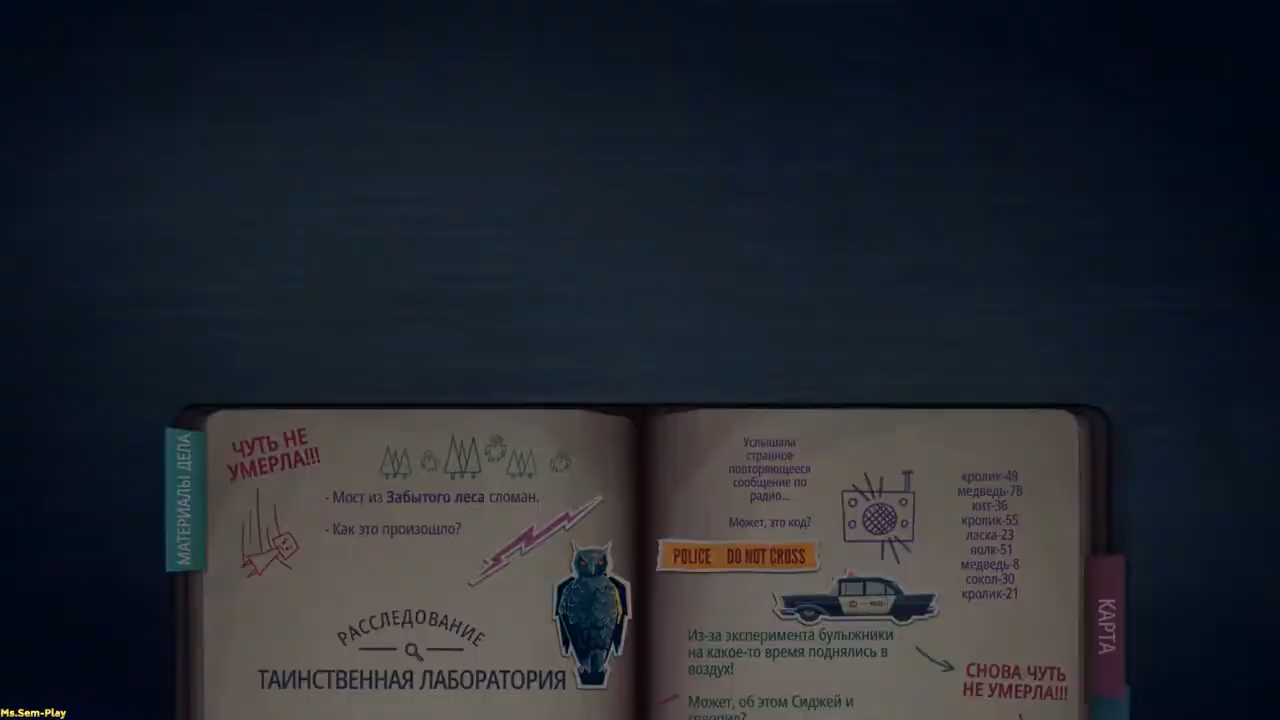 МАТЕРИАЛЫ ДЕЛА
ЧУТЬ НЕ
УМЕРЛА!!!
- Мост из Забытого леса сломан.
- Как это произошло?
РАССЛЕДОВАНИЕ
ТАИНСТВЕННАЯ ЛАБОРАТОРИЯ
Услышала
странное
повторяющееся
сообщение по
радио...
Может, это код?
кролик-49
медведь-78
кит-36
кролик-55
ласка-23
волк-51
медведь-8
сокол-30
кролик-21
POLICE DO NOT CROSS
Из-за эксперимента булыжники
на какое-то время поднялись в
воздух!
СНОВА ЧУТЬ
НЕ УМЕРЛА!!!
Может, об этом Сиджей и
говорил?
КАРТА
Ms.Sem-Play